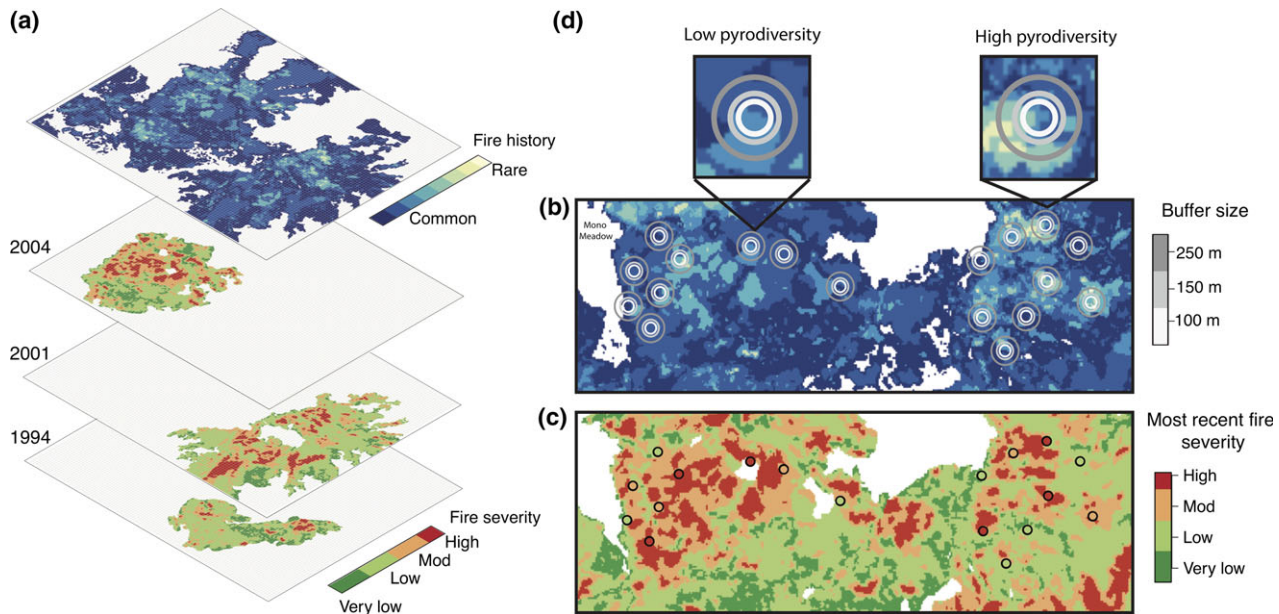 (a)
Fire history
Rare
Common
2004
2001
1994
Fire severity
High
Mod
Low
Very low
(d)
Low pyrodiversity
High pyrodiversity
(b)
Mono
Meadow
Buffer size
250 m
150 m
100 m
(c)
Most recent fire
severity
High
Mod
Low
Very low